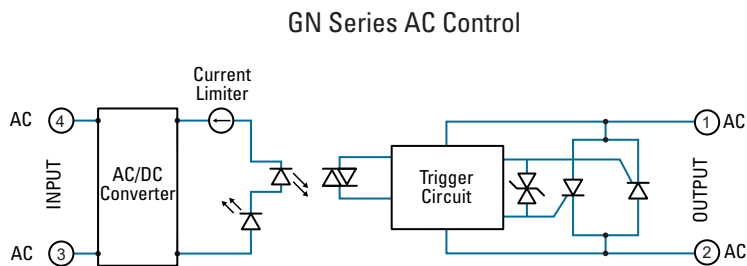 GN Series AC Control
Current
Limiter
AC 4
AC/DC
Converter
INPUT
AC 3
Trigger
Circuit
1 AC
OUTPUT
2 AC